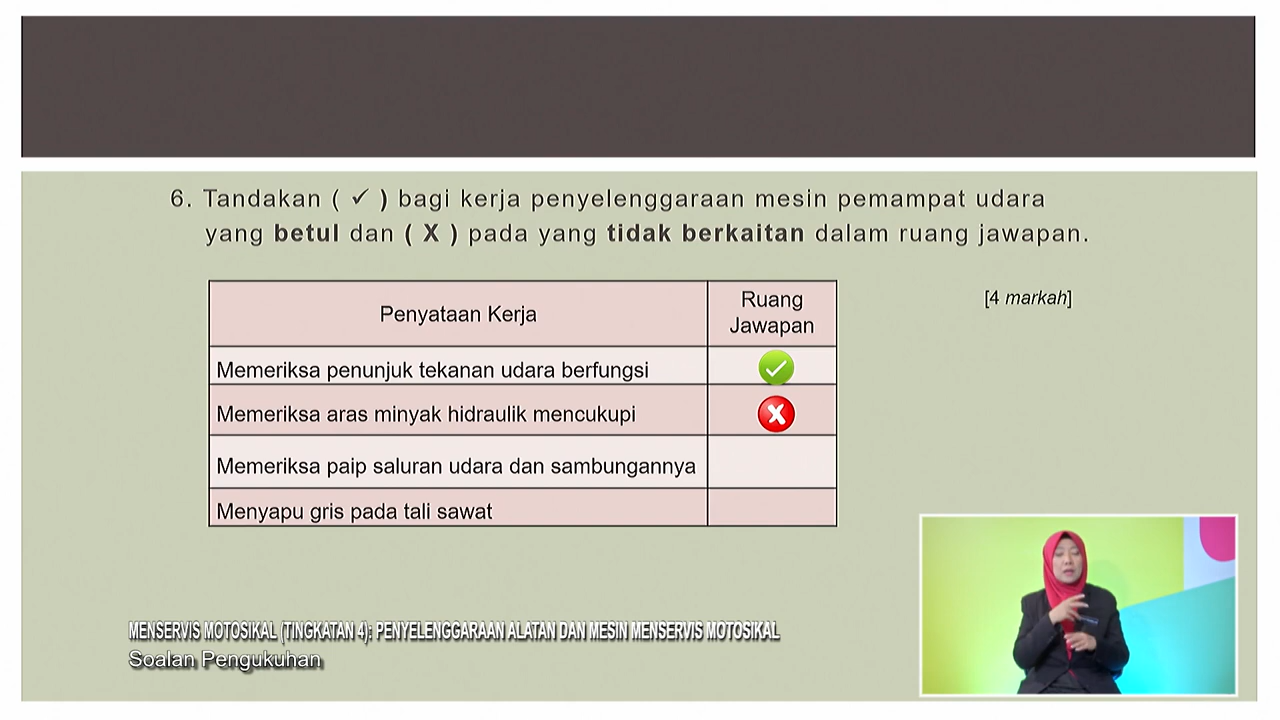 6. Tandakan ( ✓ ) bagi kerja penyelenggaraan mesin pemampat udara
yang betul dan ( X ) pada yang tidak berkaitan dalam ruang jawapan.
[4 markah]
Penyataan Kerja
Ruang
Jawapan
Memeriksa penunjuk tekanan udara berfungsi
Memeriksa aras minyak hidraulik mencukupi
Memeriksa paip saluran udara dan sambungannya
Menyapu gris pada tali sawat
MENSERVIS MOTOSIKAL (TINGKATAN 4): PENYELENGGARAAN ALATAN DAN MESIN MENSERVIS MOTOSIKAL
Soalan Pengukuhan